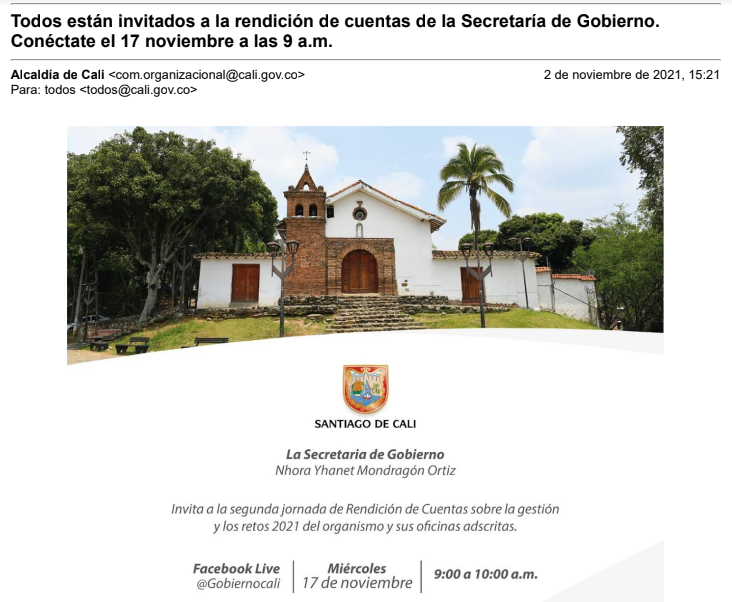 Todos están invitados a la rendición de cuentas de la Secretaría de Gobierno.
Conéctate el 17 noviembre a las 9 a.m.
Alcaldía de Cali <com.organizacional@cali.gov.co>
2 de noviembre de 2021, 15:21
Para: todos <todos@cali.gov.co>
SANTIAGO DE CALI
La Secretaria de Gobierno
Nhora Yhanet Mondragón Ortiz
Invita a la segunda jornada de Rendición de Cuentas sobre la gestión
y los retos 2021 del organismo y sus oficinas adscritas.
Facebook Live
@Gobiernocali
Miércoles
17 de noviembre
9:00 a 10:00 a.m.